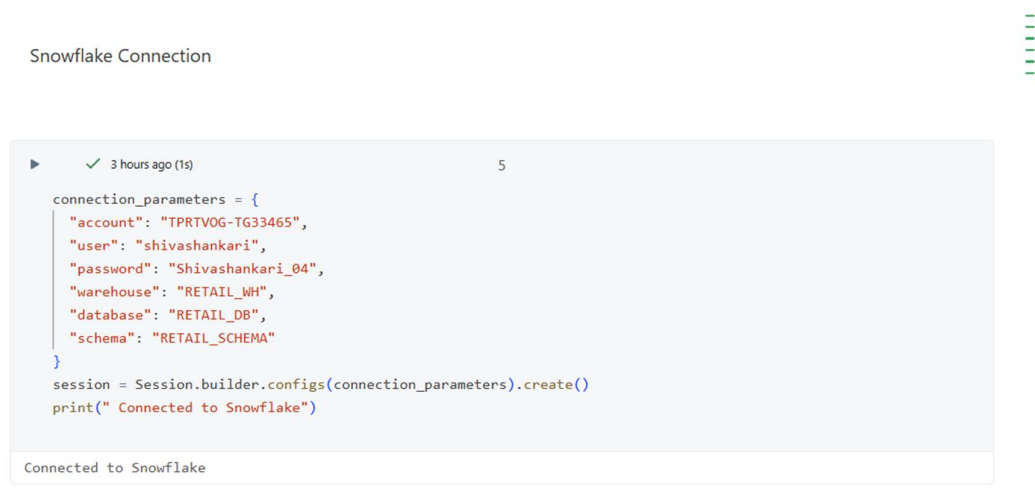 Snowflake Connection
3 hours ago (1s)
5
connection_parameters = {
"account": "TPRTVOG-TG33465",
"user": "shivashankari",
"password": "Shivashankari_04",
"warehouse": "RETAIL_WH",
"database": "RETAIL_DB",
"schema": "RETAIL_SCHEMA"
}
session = Session.builder.configs(connection_parameters).create()
print(" Connected to Snowflake")
Connected to Snowflake